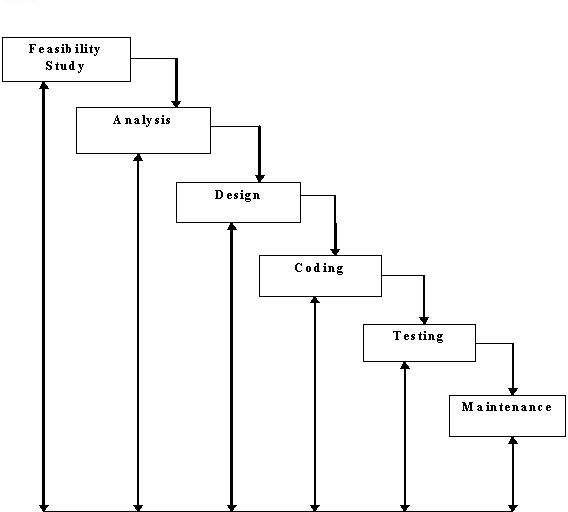 Feasibility
Study
Analysis
Design
Coding
Testing
Maintenance